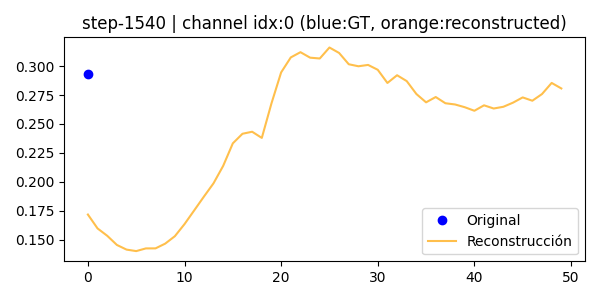 step-1540 | channel idx:0 (blue:GT, orange:reconstructed)
0.300
0.275
0.250
0.225
0.200
0.175
0.150
0 10 20 30 40 50
Original
Reconstrucción